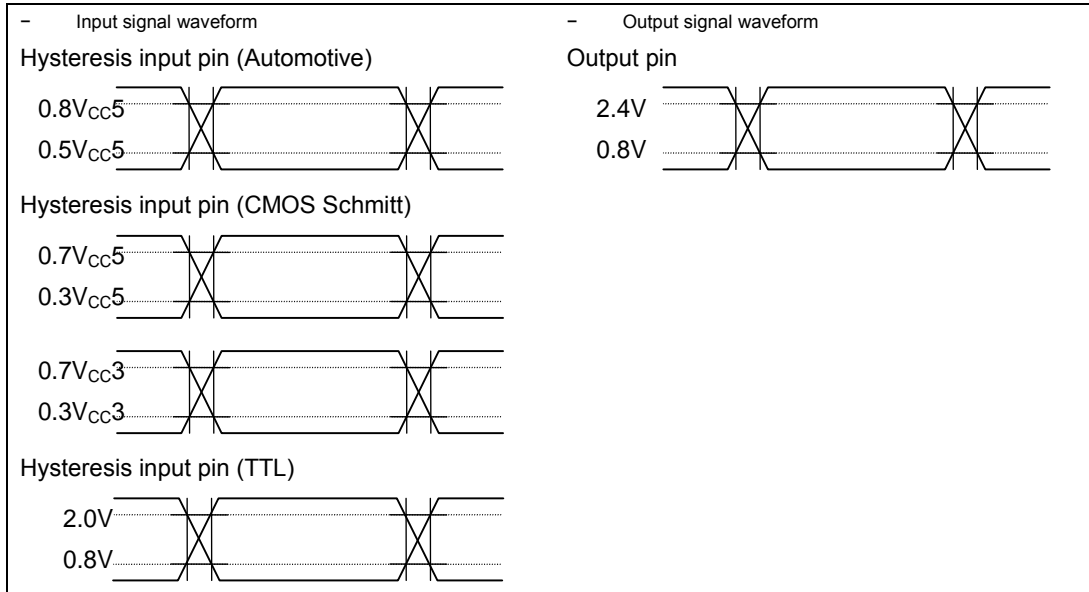 − Input signal waveform
Hysteresis input pin (Automotive)
0.8VCC5
0.5VCC5
Hysteresis input pin (CMOS Schmitt)
0.7VCC5
0.3VCC5
0.7VCC3
0.3VCC3
Hysteresis input pin (TTL)
2.0V
0.8V
− Output signal waveform
Output pin
2.4V
0.8V